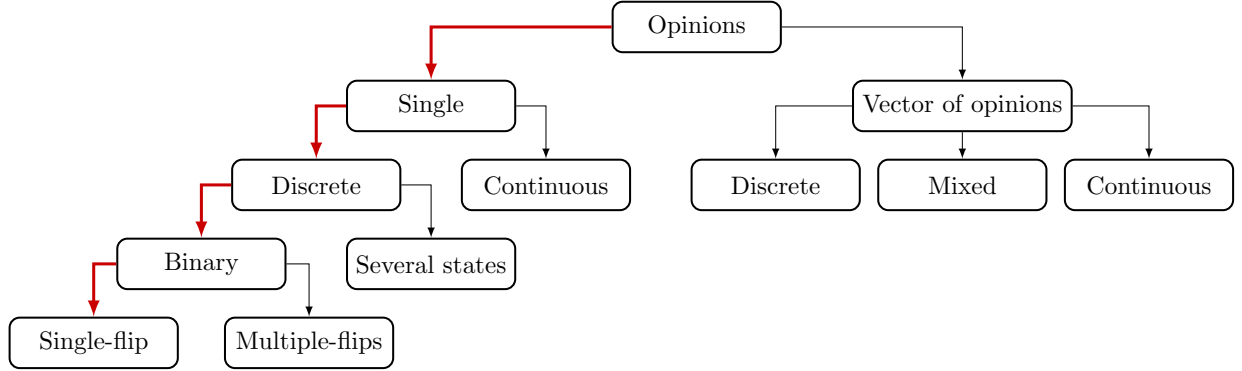 Opinions
Single
Vector of opinions
Discrete
Continuous
Discrete
Mixed
Continuous
Binary
Several states
Single-flip
Multiple-flips